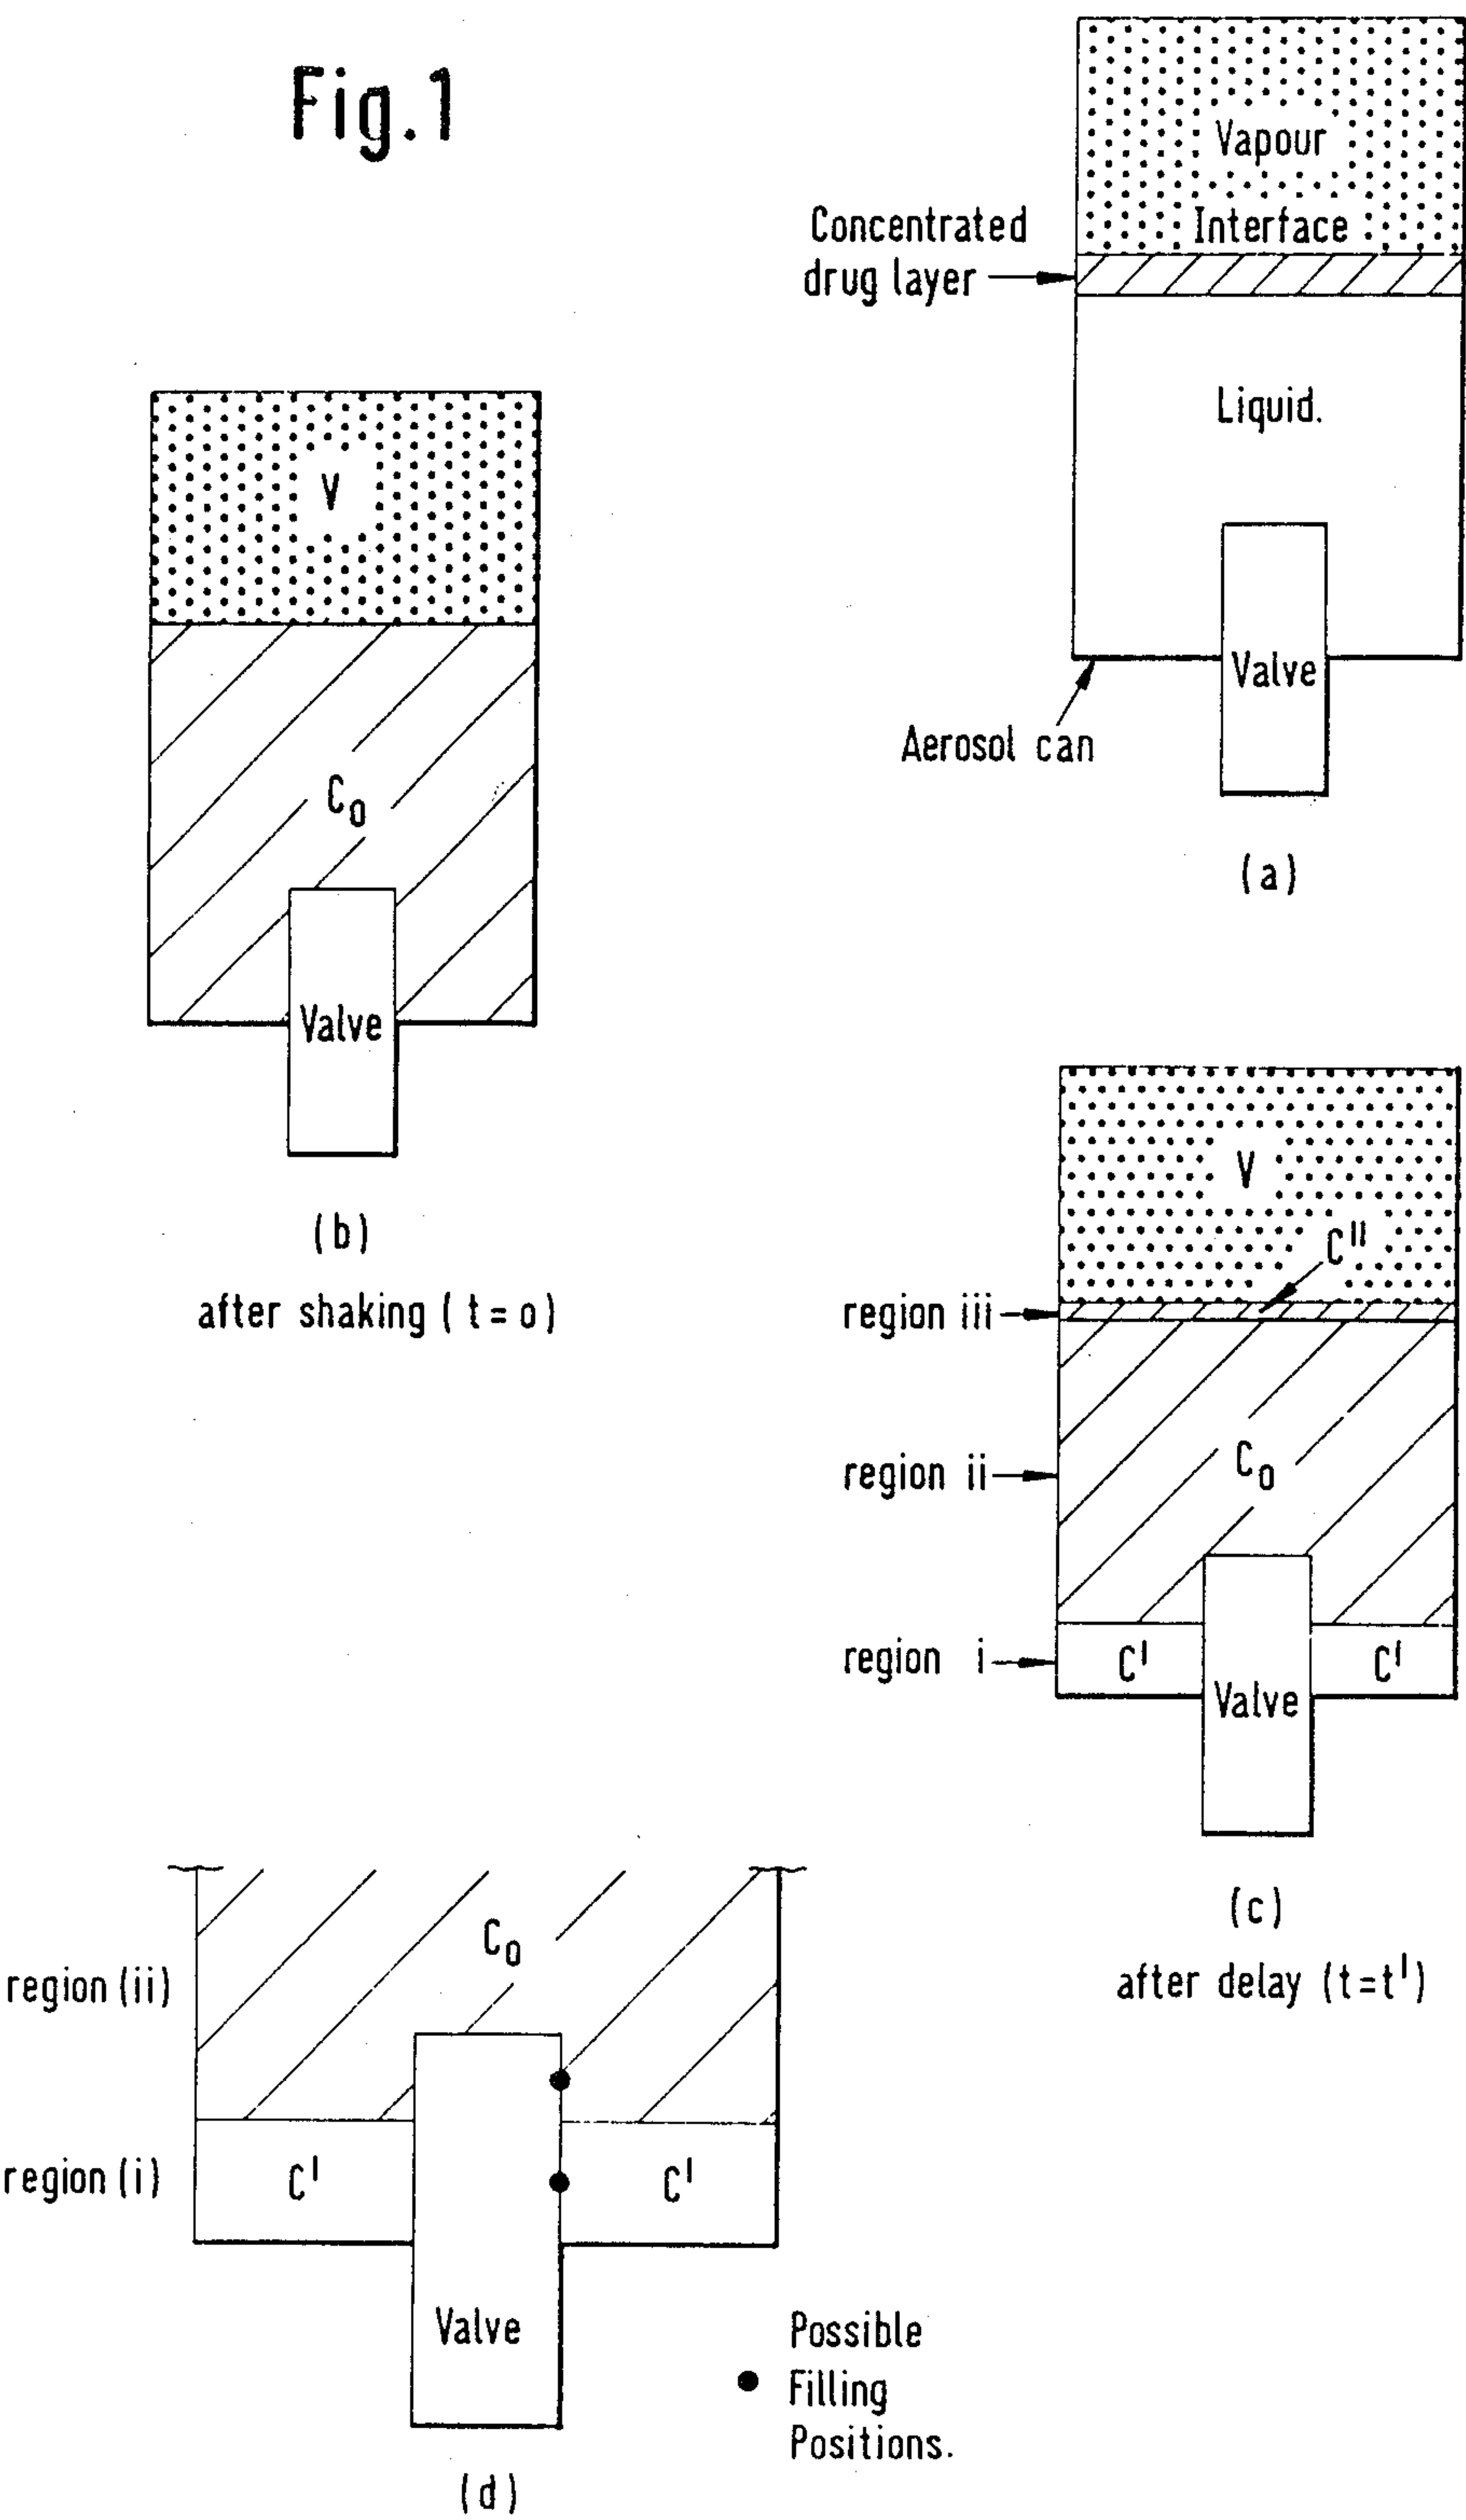 Fig.1
Vapour
Interface
Concentrated
drug layer
Liquid.
Valve
Aerosol can
(a)
V
C0
Valve
(b)
after shaking ( t = o )
V
C"
region iii
region ii
C0
region i
C'
C'
Valve
(c)
after delay (t=t')
C0
region (ii)
region (i)
C'
C'
Valve
Possible
Filling
Positions.
(d)